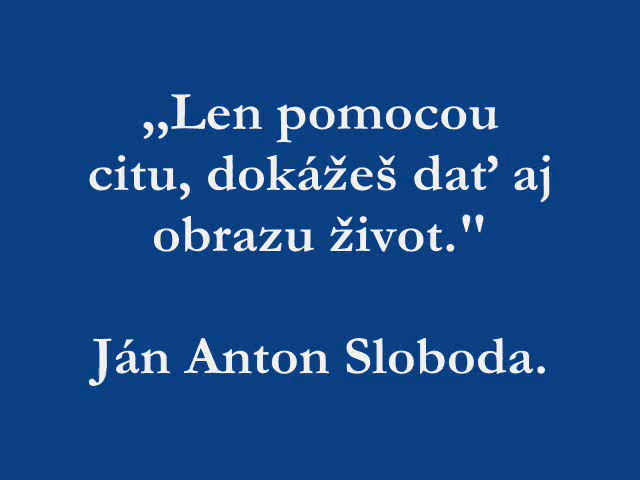 ,,Len pomocou
citu, dokážeš dať aj
obrazu život."
Ján Anton Sloboda.